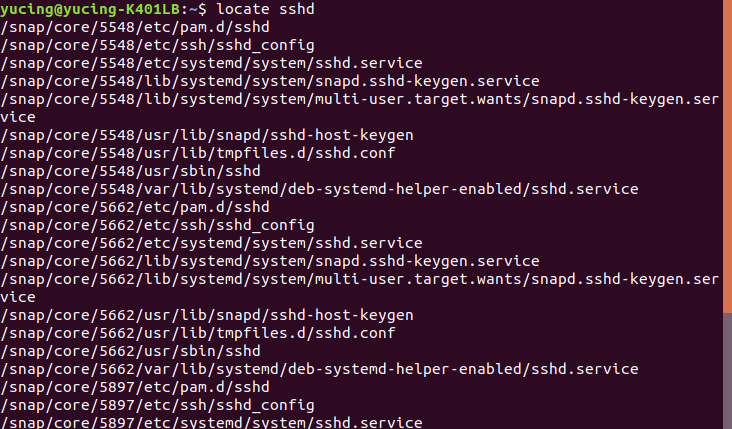 yucing@yucing-K401LB:~$ locate sshd
/snap/core/5548/etc/pam.d/sshd
/snap/core/5548/etc/ssh/sshd_config
/snap/core/5548/etc/systemd/system/sshd.service
/snap/core/5548/lib/systemd/system/snapd.sshd-keygen.service
/snap/core/5548/lib/systemd/system/multi-user.target.wants/snapd.sshd-keygen.ser
vice
/snap/core/5548/usr/lib/snapd/sshd-host-keygen
/snap/core/5548/usr/lib/tmpfiles.d/sshd.conf
/snap/core/5548/usr/sbin/sshd
/snap/core/5548/var/lib/systemd/deb-systemd-helper-enabled/sshd.service
/snap/core/5662/etc/pam.d/sshd
/snap/core/5662/etc/ssh/sshd_config
/snap/core/5662/etc/systemd/system/sshd.service
/snap/core/5662/lib/systemd/system/snapd.sshd-keygen.service
/snap/core/5662/lib/systemd/system/multi-user.target.wants/snapd.sshd-keygen.ser
vice
/snap/core/5662/usr/lib/snapd/sshd-host-keygen
/snap/core/5662/usr/lib/tmpfiles.d/sshd.conf
/snap/core/5662/usr/sbin/sshd
/snap/core/5662/var/lib/systemd/deb-systemd-helper-enabled/sshd.service
/snap/core/5897/etc/pam.d/sshd
/snap/core/5897/etc/ssh/sshd_config
/snap/core/5897/etc/systemd/system/sshd.service